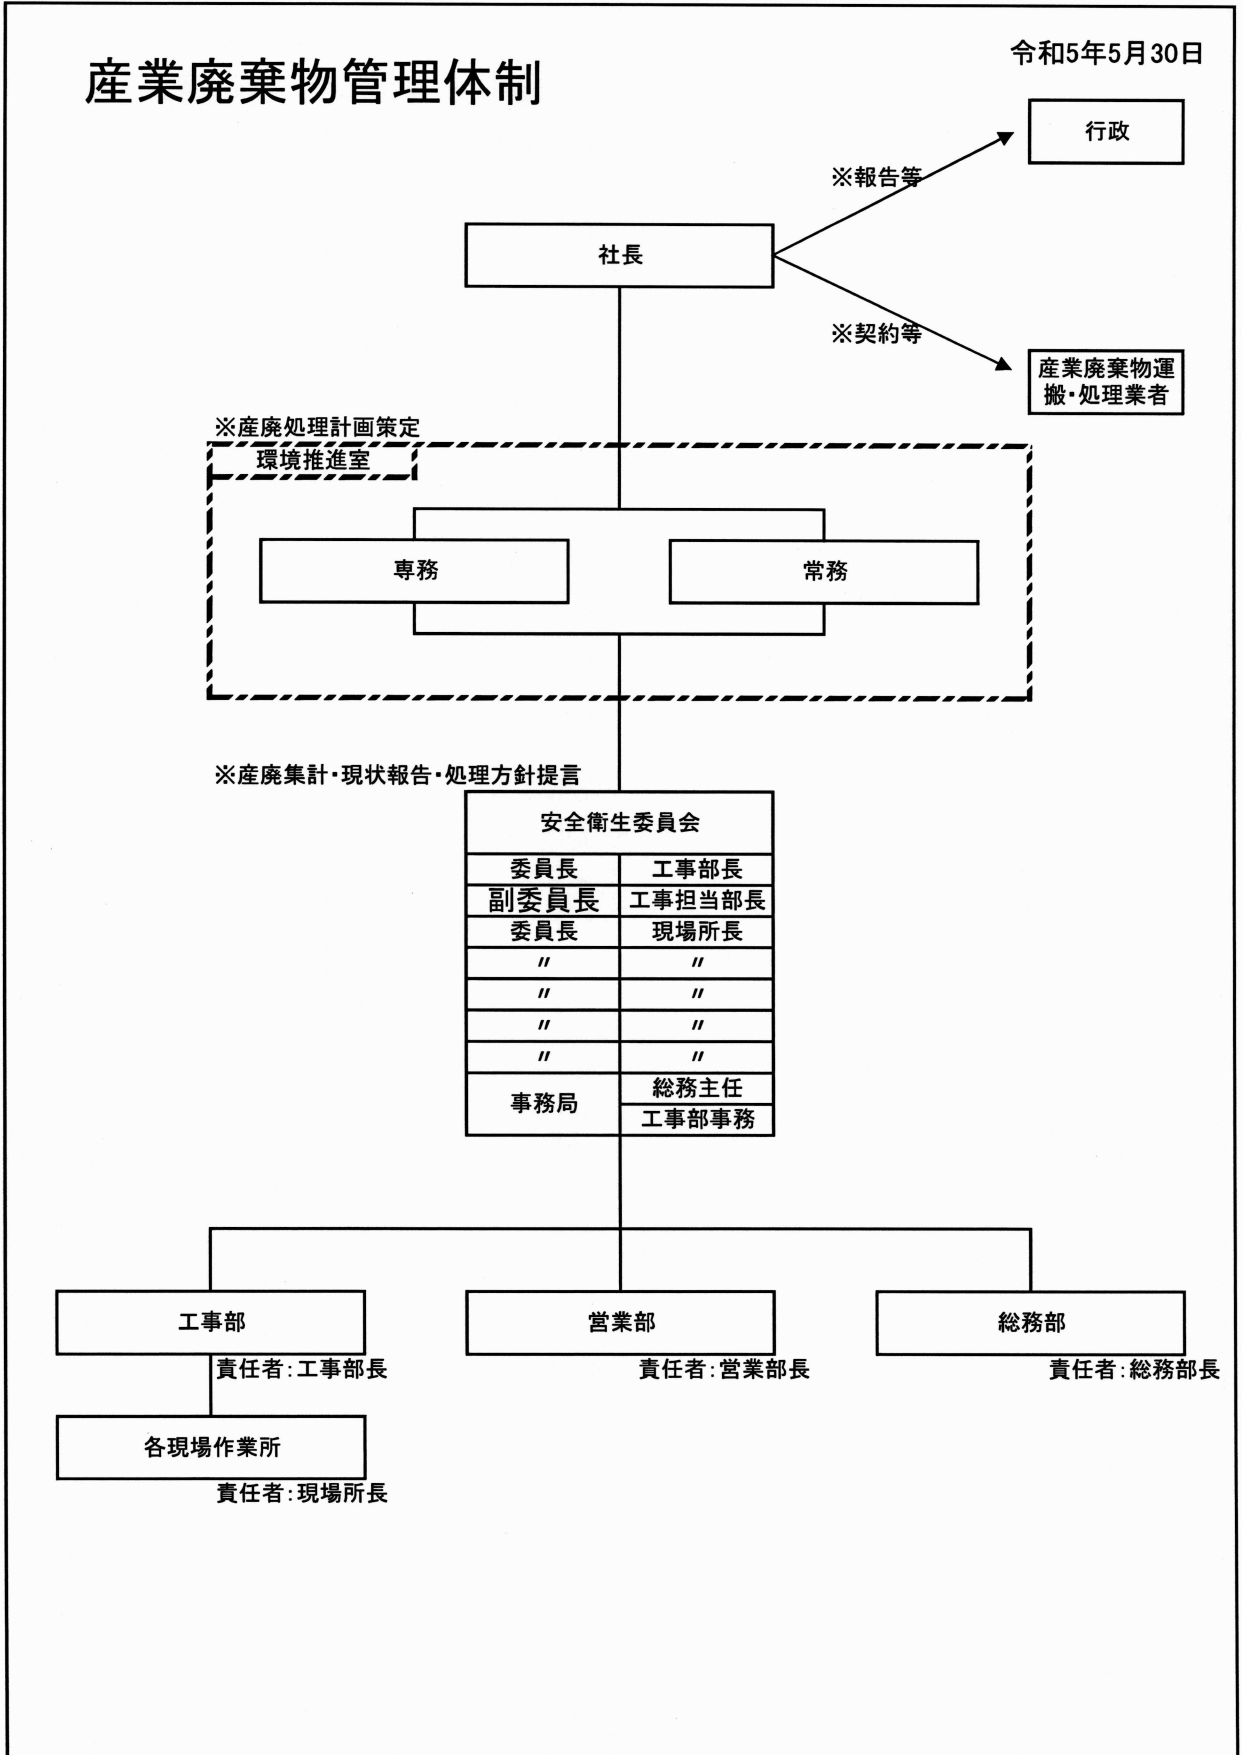 令和5年5月30日
産業廃棄物管理体制
行政
※報告等
社長
※契約等
産業廃棄物運
搬・処理業者
※産廃処理計画策定
環境推進室
専務
常務
※産廃集計・現状報告・処理方針提言
安全衛生委員会
委員長 工事部長
副委員長 工事担当部長
委員長 現場所長
〃 〃
〃 〃
〃 〃
〃 〃
事務局
総務主任
工事部事務
工事部
営業部
総務部
責任者:工事部長
責任者:営業部長
責任者:総務部長
各現場作業所
責任者:現場所長